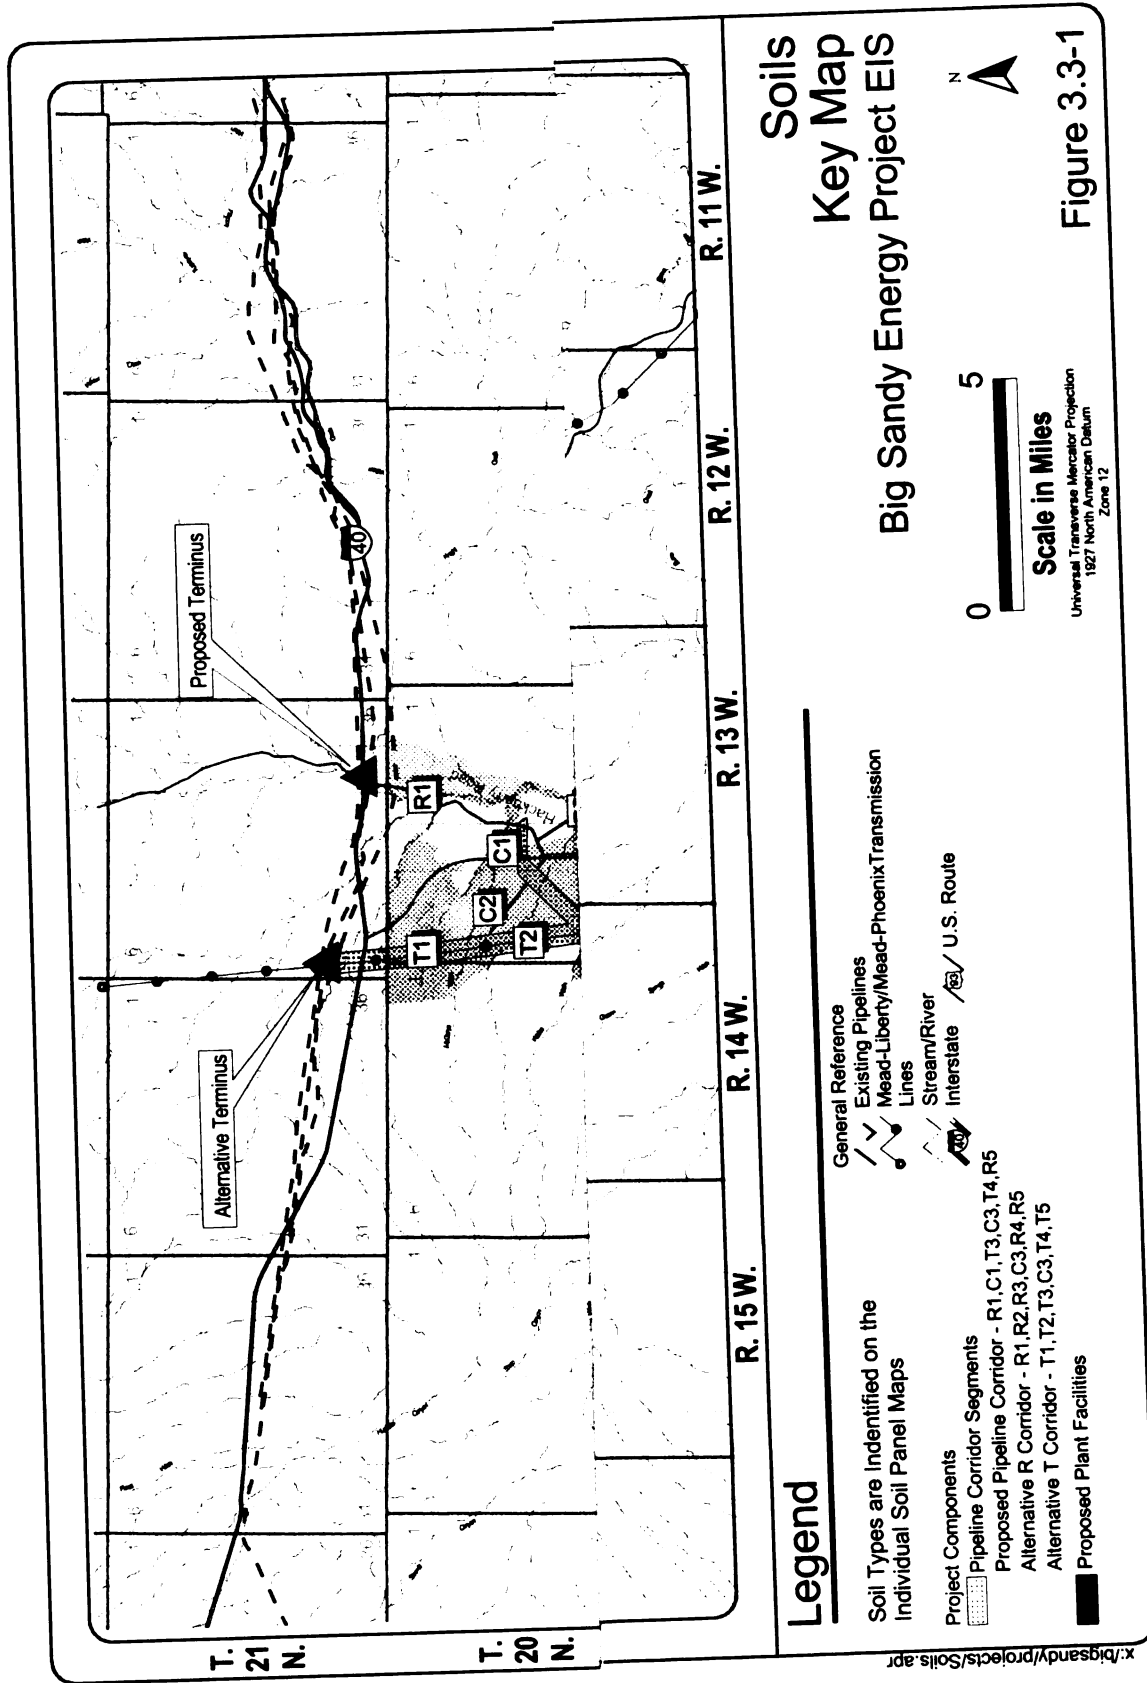 Soils
Key Map
Big Sandy Energy Project EIS
N
Figure 3.3-1
0 5
Scale in Miles
Universal Transverse Mercator Projection
1927 North American Datum
Zone 12
Proposed Terminus
Alternative Terminus
40
R1
C1
C2
T1
T2
T.
21
N.
T.
20
N.
R. 15 W.
R. 14 W.
R. 13 W.
R. 12 W.
R. 11 W.
Legend
Soil Types are Indentified on the
Individual Soil Panel Maps
Project Components
Pipeline Corridor Segments
Proposed Pipeline Corridor - R1,C1,T3,C3,T4,R5
Alternative R Corridor - R1,R2,R3,C3,R4,R5
Alternative T Corridor - T1,T2,T3,C3,T4,T5
Proposed Plant Facilities
General Reference
Existing Pipelines
Mead-Liberty/Mead-PhoenixTransmission
Lines
Stream/River
40 Interstate 93 U.S. Route
x:/bigsandy/projects/Soils.apr